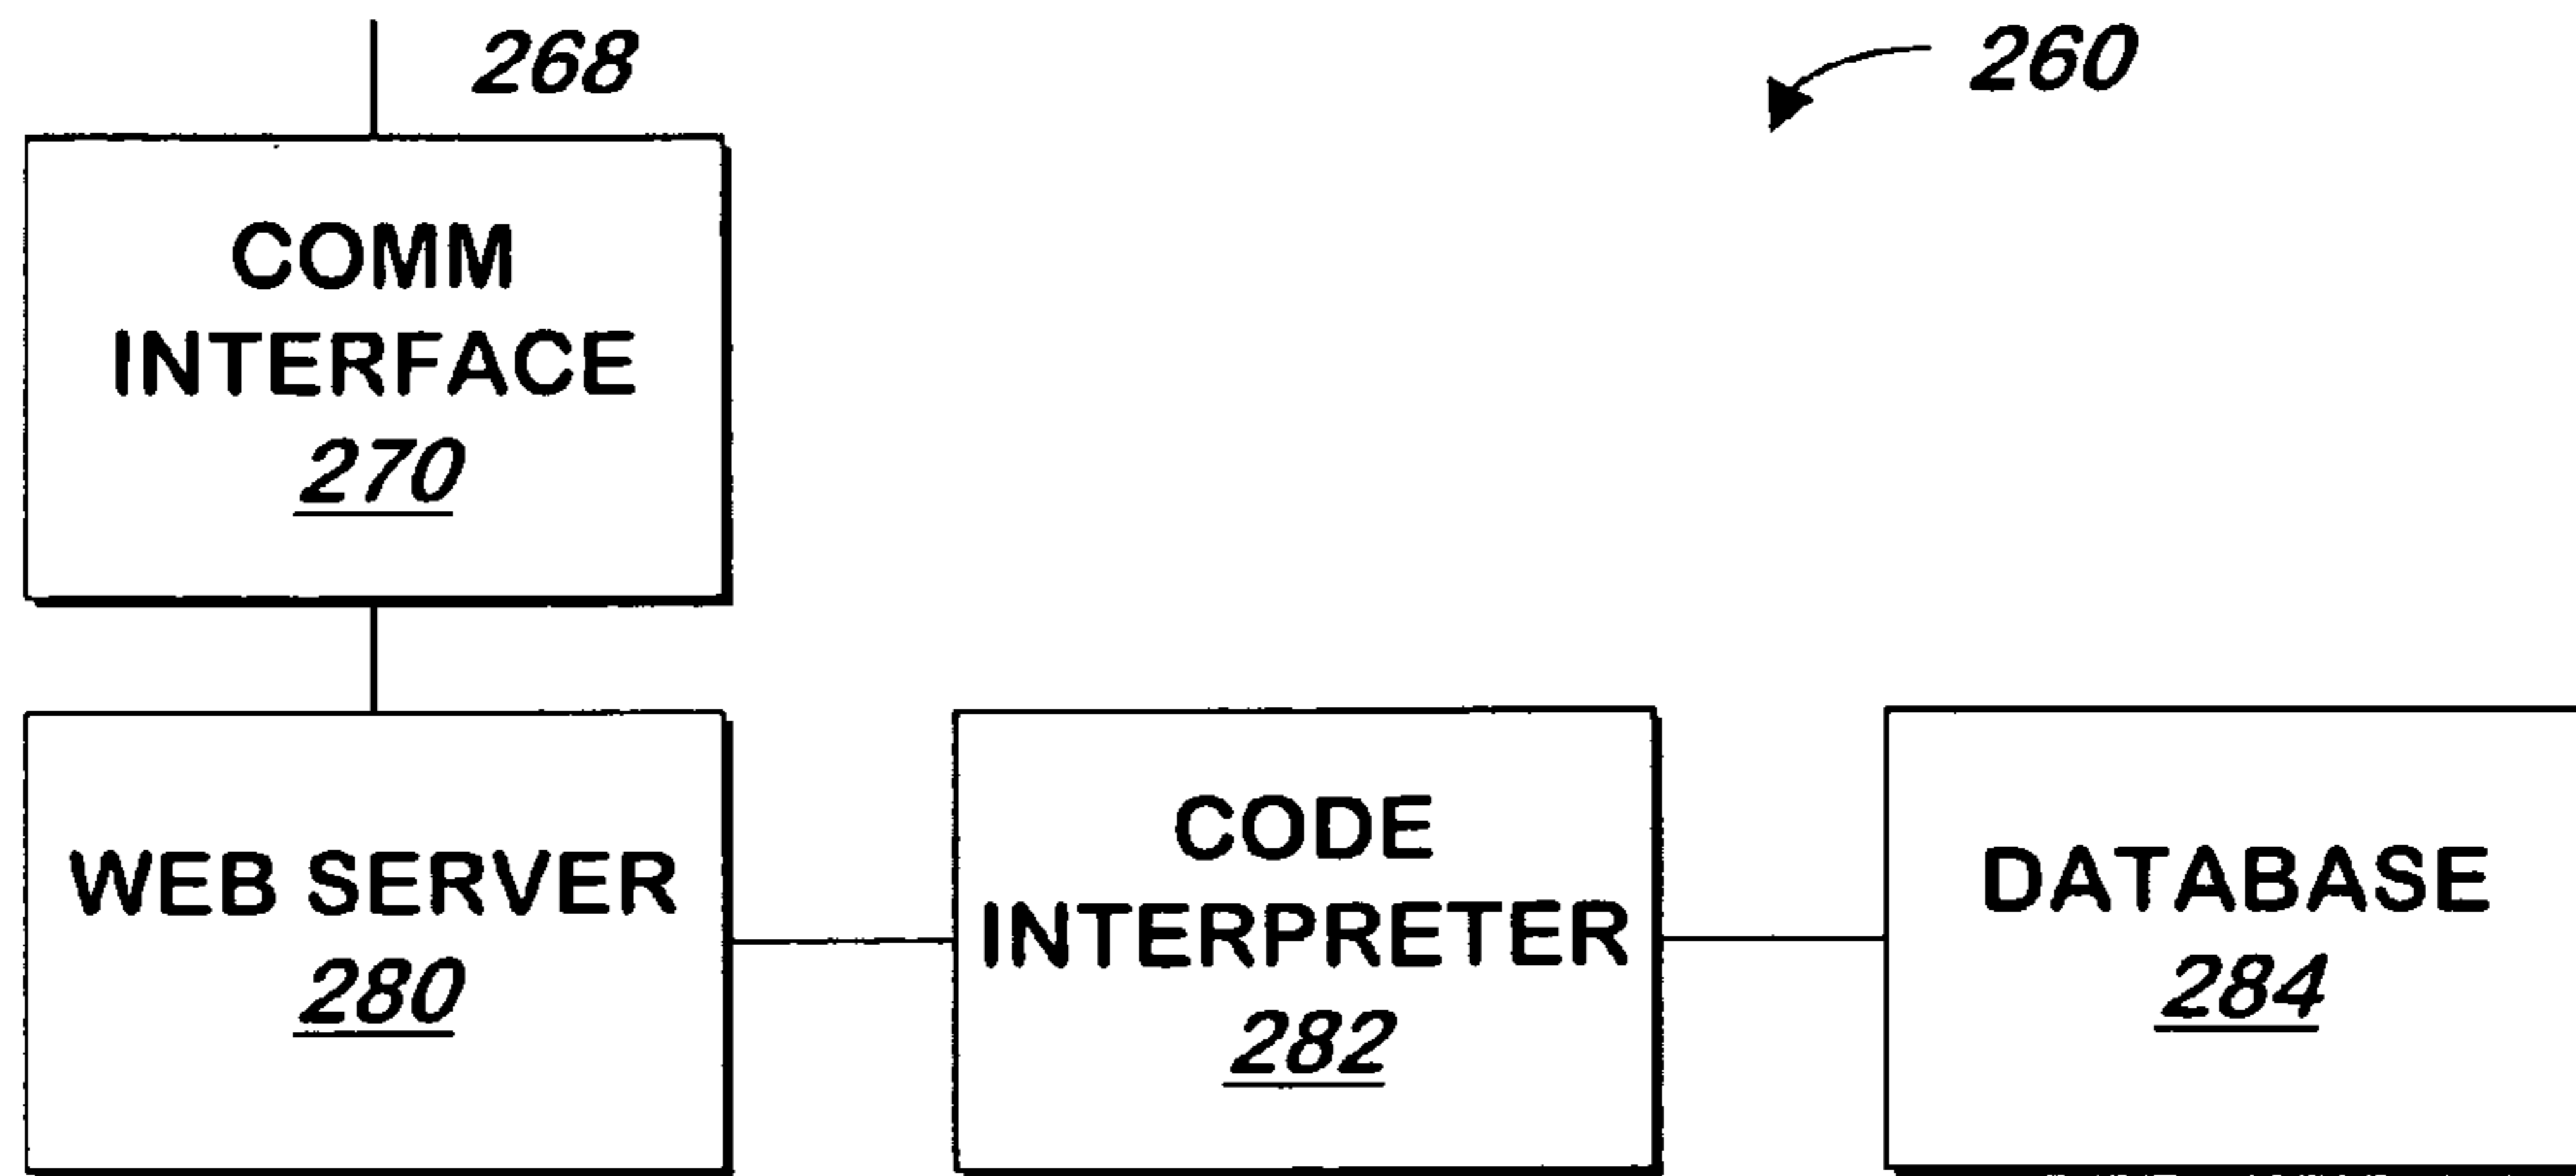 268
260
COMM
INTERFACE
270
WEB SERVER
280
CODE
INTERPRETER
282
DATABASE
284